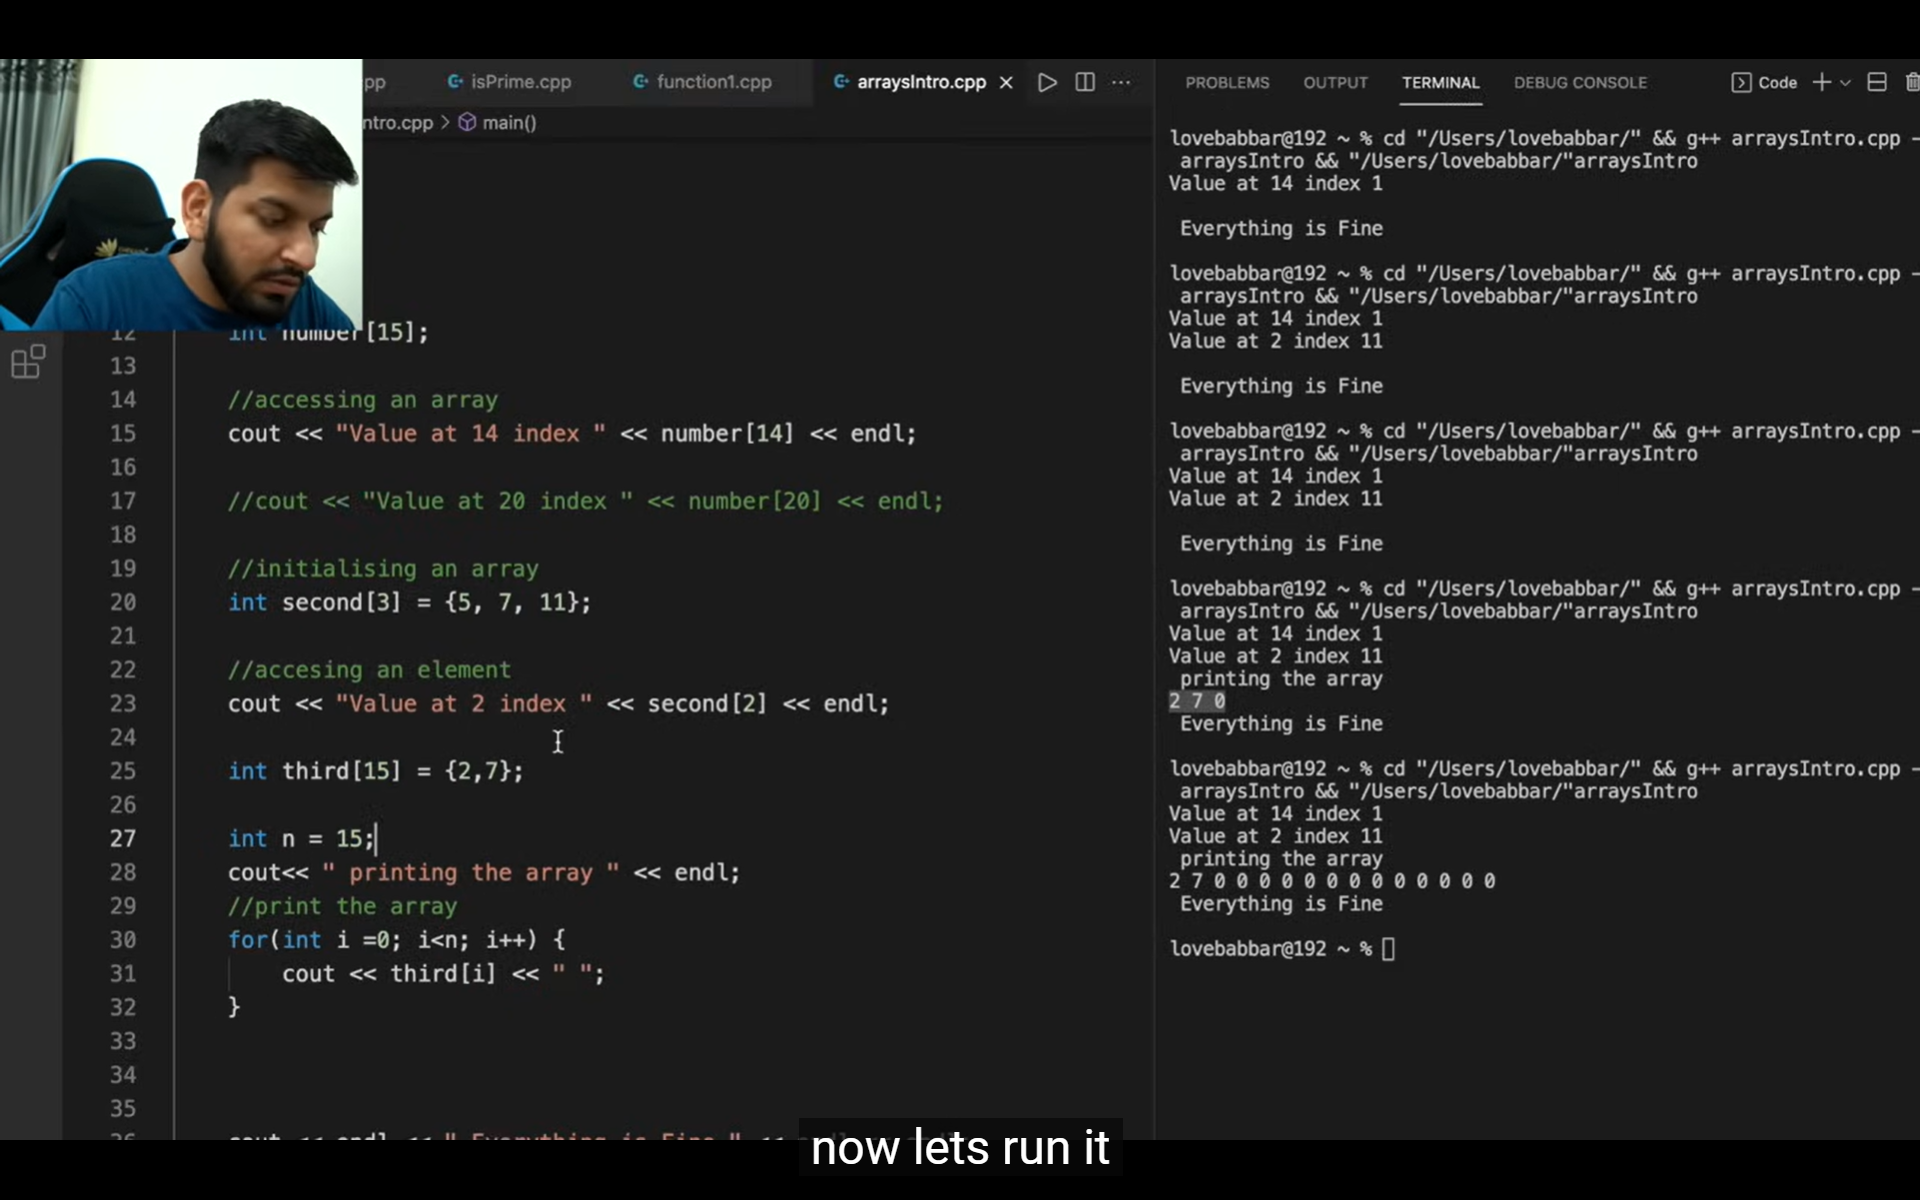 pp
isPrime.cpp
function1.cpp
arraysIntro.cpp
ntro.cpp > main()
12 int number[15];
13
14 //accessing an array
15 cout << "Value at 14 index " << number[14] << endl;
16
17 //cout << "Value at 20 index " << number[20] << endl;
18
19 //initialising an array
20 int second[3] = {5, 7, 11};
21
22 //accesing an element
23 cout << "Value at 2 index " << second[2] << endl;
24
25 int third[15] = {2,7};
26
27 int n = 15;
28 cout<< " printing the array " << endl;
29 //print the array
30 for(int i =0; i<n; i++) {
31 cout << third[i] << " ";
32 }
33
34
35
36 cout << endl << " Everything is Fine " <<
PROBLEMS OUTPUT TERMINAL DEBUG CONSOLE Code
lovebabbar@192 ~ % cd "/Users/lovebabbar/" && g++ arraysIntro.cpp -
arraysIntro && "/Users/lovebabbar/"arraysIntro
Value at 14 index 1
Everything is Fine
lovebabbar@192 ~ % cd "/Users/lovebabbar/" && g++ arraysIntro.cpp -
arraysIntro && "/Users/lovebabbar/"arraysIntro
Value at 14 index 1
Value at 2 index 11
Everything is Fine
lovebabbar@192 ~ % cd "/Users/lovebabbar/" && g++ arraysIntro.cpp -
arraysIntro && "/Users/lovebabbar/"arraysIntro
Value at 14 index 1
Value at 2 index 11
Everything is Fine
lovebabbar@192 ~ % cd "/Users/lovebabbar/" && g++ arraysIntro.cpp -
arraysIntro && "/Users/lovebabbar/"arraysIntro
Value at 14 index 1
Value at 2 index 11
printing the array
2 7 0
Everything is Fine
lovebabbar@192 ~ % cd "/Users/lovebabbar/" && g++ arraysIntro.cpp -
arraysIntro && "/Users/lovebabbar/"arraysIntro
Value at 14 index 1
Value at 2 index 11
printing the array
2 7 0 0 0 0 0 0 0 0 0 0 0 0 0
Everything is Fine
lovebabbar@192 ~ %
now lets run it